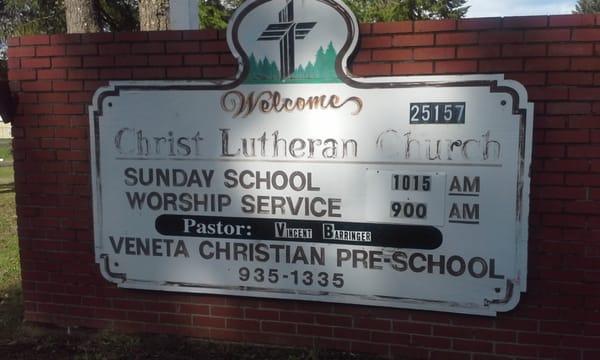 Welcome
25157
Christ Lutheran Church
SUNDAY SCHOOL 1015 AM
WORSHIP SERVICE 900 AM
Pastor: VINCENT BARRINGER
VENETA CHRISTIAN PRE-SCHOOL
935-1335